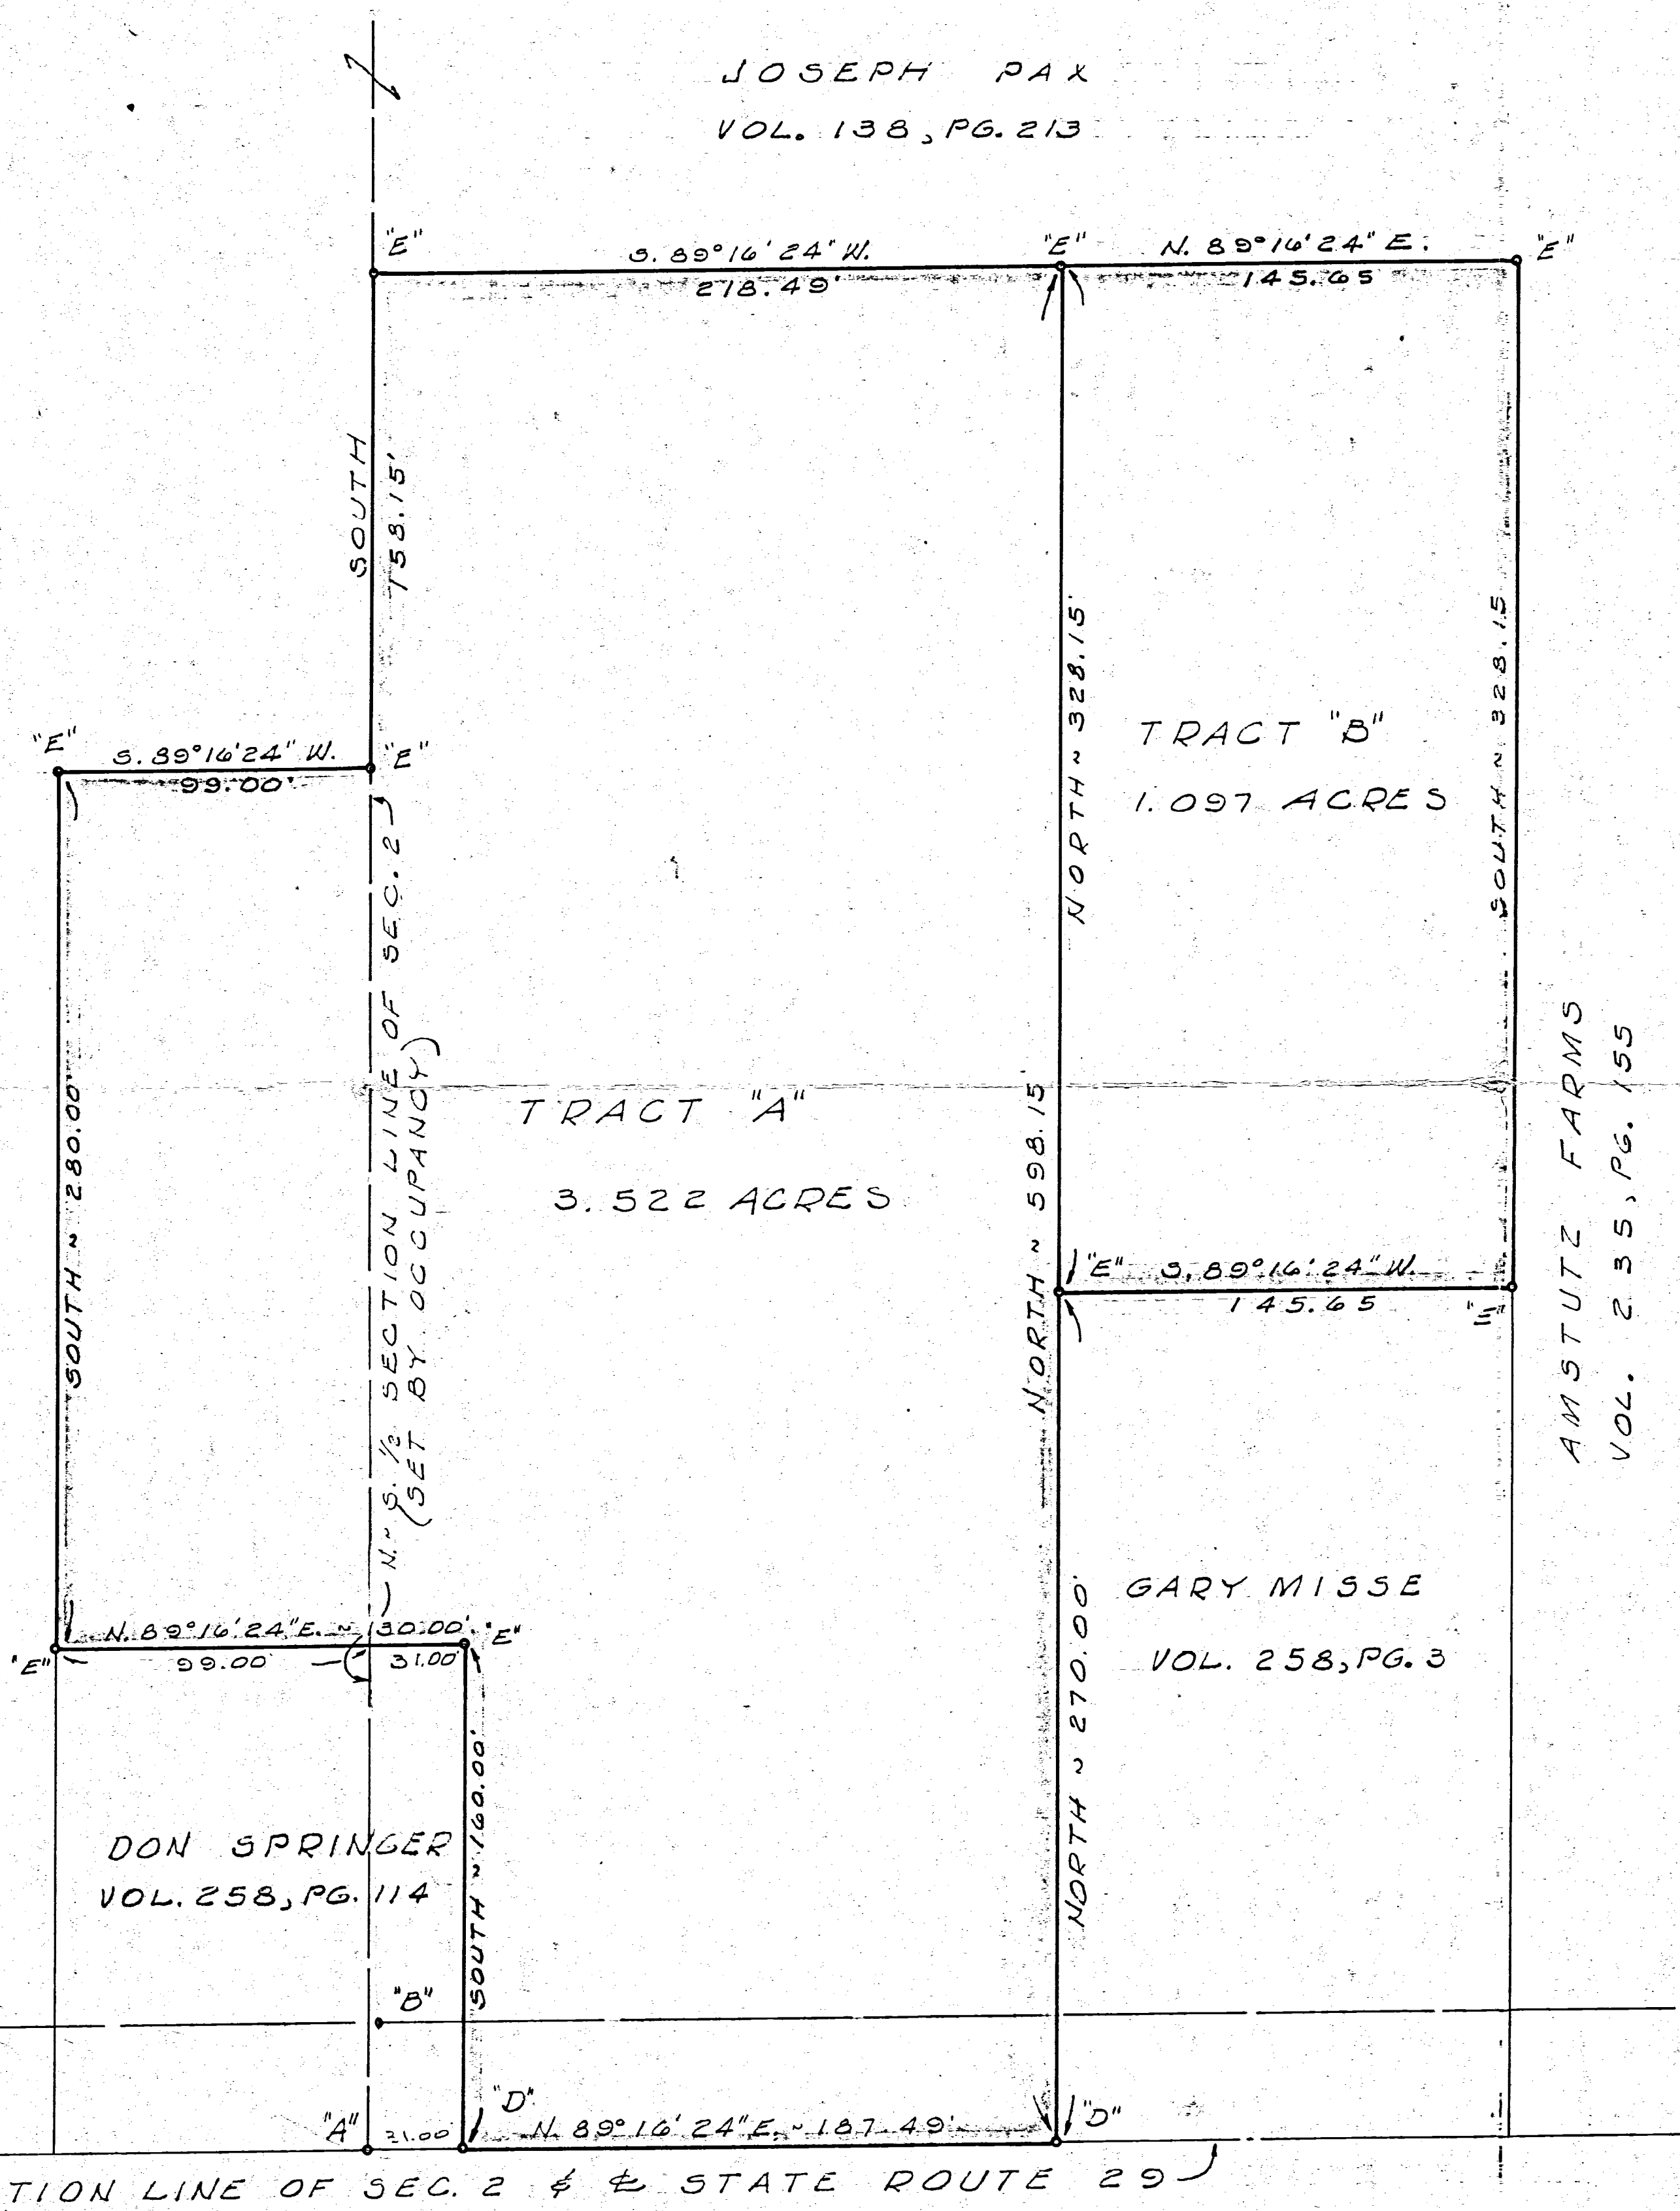 JOSEPH PAX
VOL. 138, PG. 213
"E"
S. 89°16'24" W.
218.49'
"E"
N. 89°16'24" E.
145.65
"E"
SOUTH
158.15'
NORTH ~ 328.15'
SOUTH ~ 328.15
TRACT "B"
1.097 ACRES
"E"
S. 89°16'24" W.
99.00'
"E"
SOUTH ~ 280.00'
N.~S. ½ SECTION LINE OF SEC. 2
(SET BY OCCUPANCY)
TRACT "A"
3.522 ACRES
NORTH ~ 598.15'
AMSTUTZ FARMS
VOL. 235, PG. 155
"E"
S. 89°16'24" W.
145.65
"E"
GARY MISSE
VOL. 258, PG. 3
NORTH ~ 270.00'
N. 89°16'24" E. ~ 130.00'
"E"
"E"
99.00
31.00
DON SPRINGER
VOL. 258, PG. 114
SOUTH ~ 160.00'
"B"
"A"
"D"
N. 89°16'24" E. ~ 187.49'
"D"
TION LINE OF SEC. 2 & ℄ STATE ROUTE 29